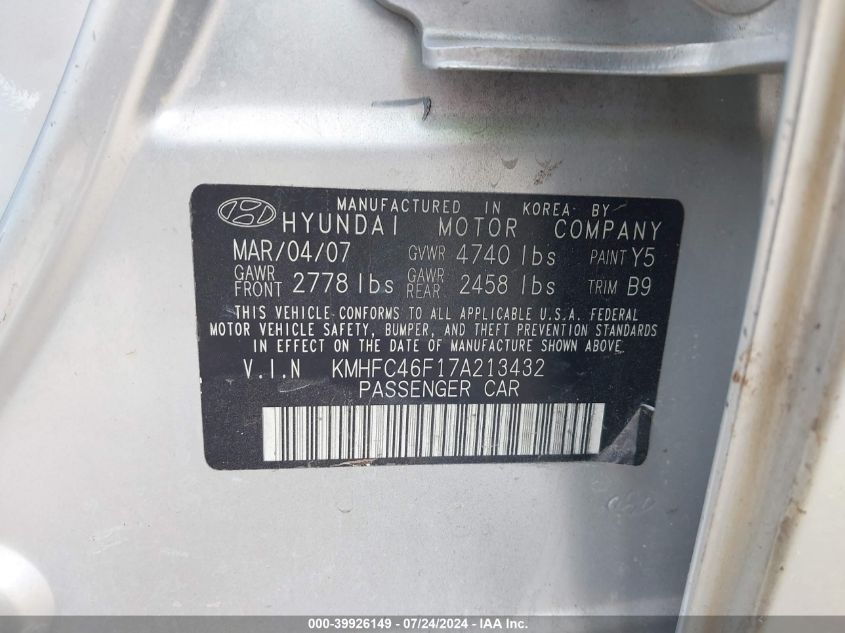 MANUFACTURED IN KOREA BY
HYUNDAI MOTOR COMPANY
MAR/04/07 GVWR 4740 lbs PAINT Y5
GAWR FRONT 2778 lbs GAWR REAR 2458 lbs TRIM B9
THIS VEHICLE CONFORMS TO ALL APPLICABLE U.S.A. FEDERAL
MOTOR VEHICLE SAFETY, BUMPER, AND THEFT PREVENTION STANDARDS
IN EFFECT ON THE DATE OF MANUFACTURE SHOWN ABOVE.
V.I.N KMHFC46F17A213432
PASSENGER CAR
000-39926149 - 07/24/2024 - IAA Inc.